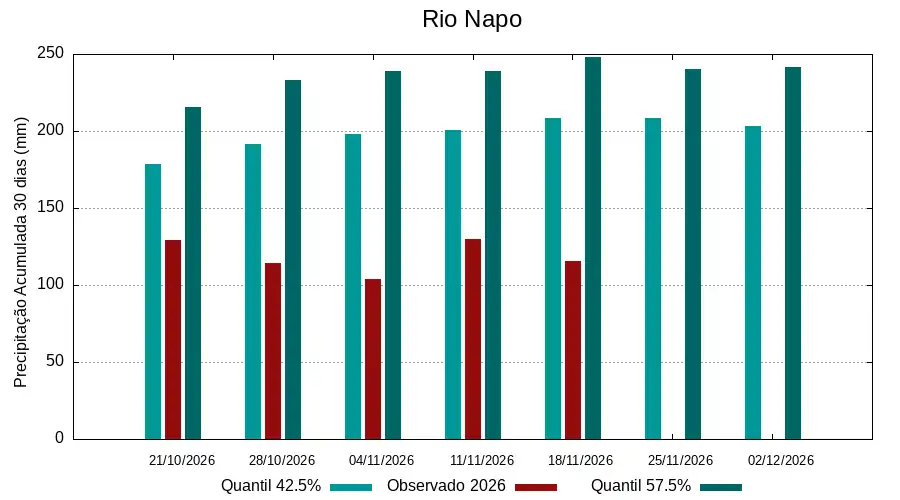 Rio Napo
Precipitação Acumulada 30 dias (mm)
250
200
150
100
50
0
21/10/2026 28/10/2026 04/11/2026 11/11/2026 18/11/2026 25/11/2026 02/12/2026
Quantil 42.5% Observado 2026 Quantil 57.5%